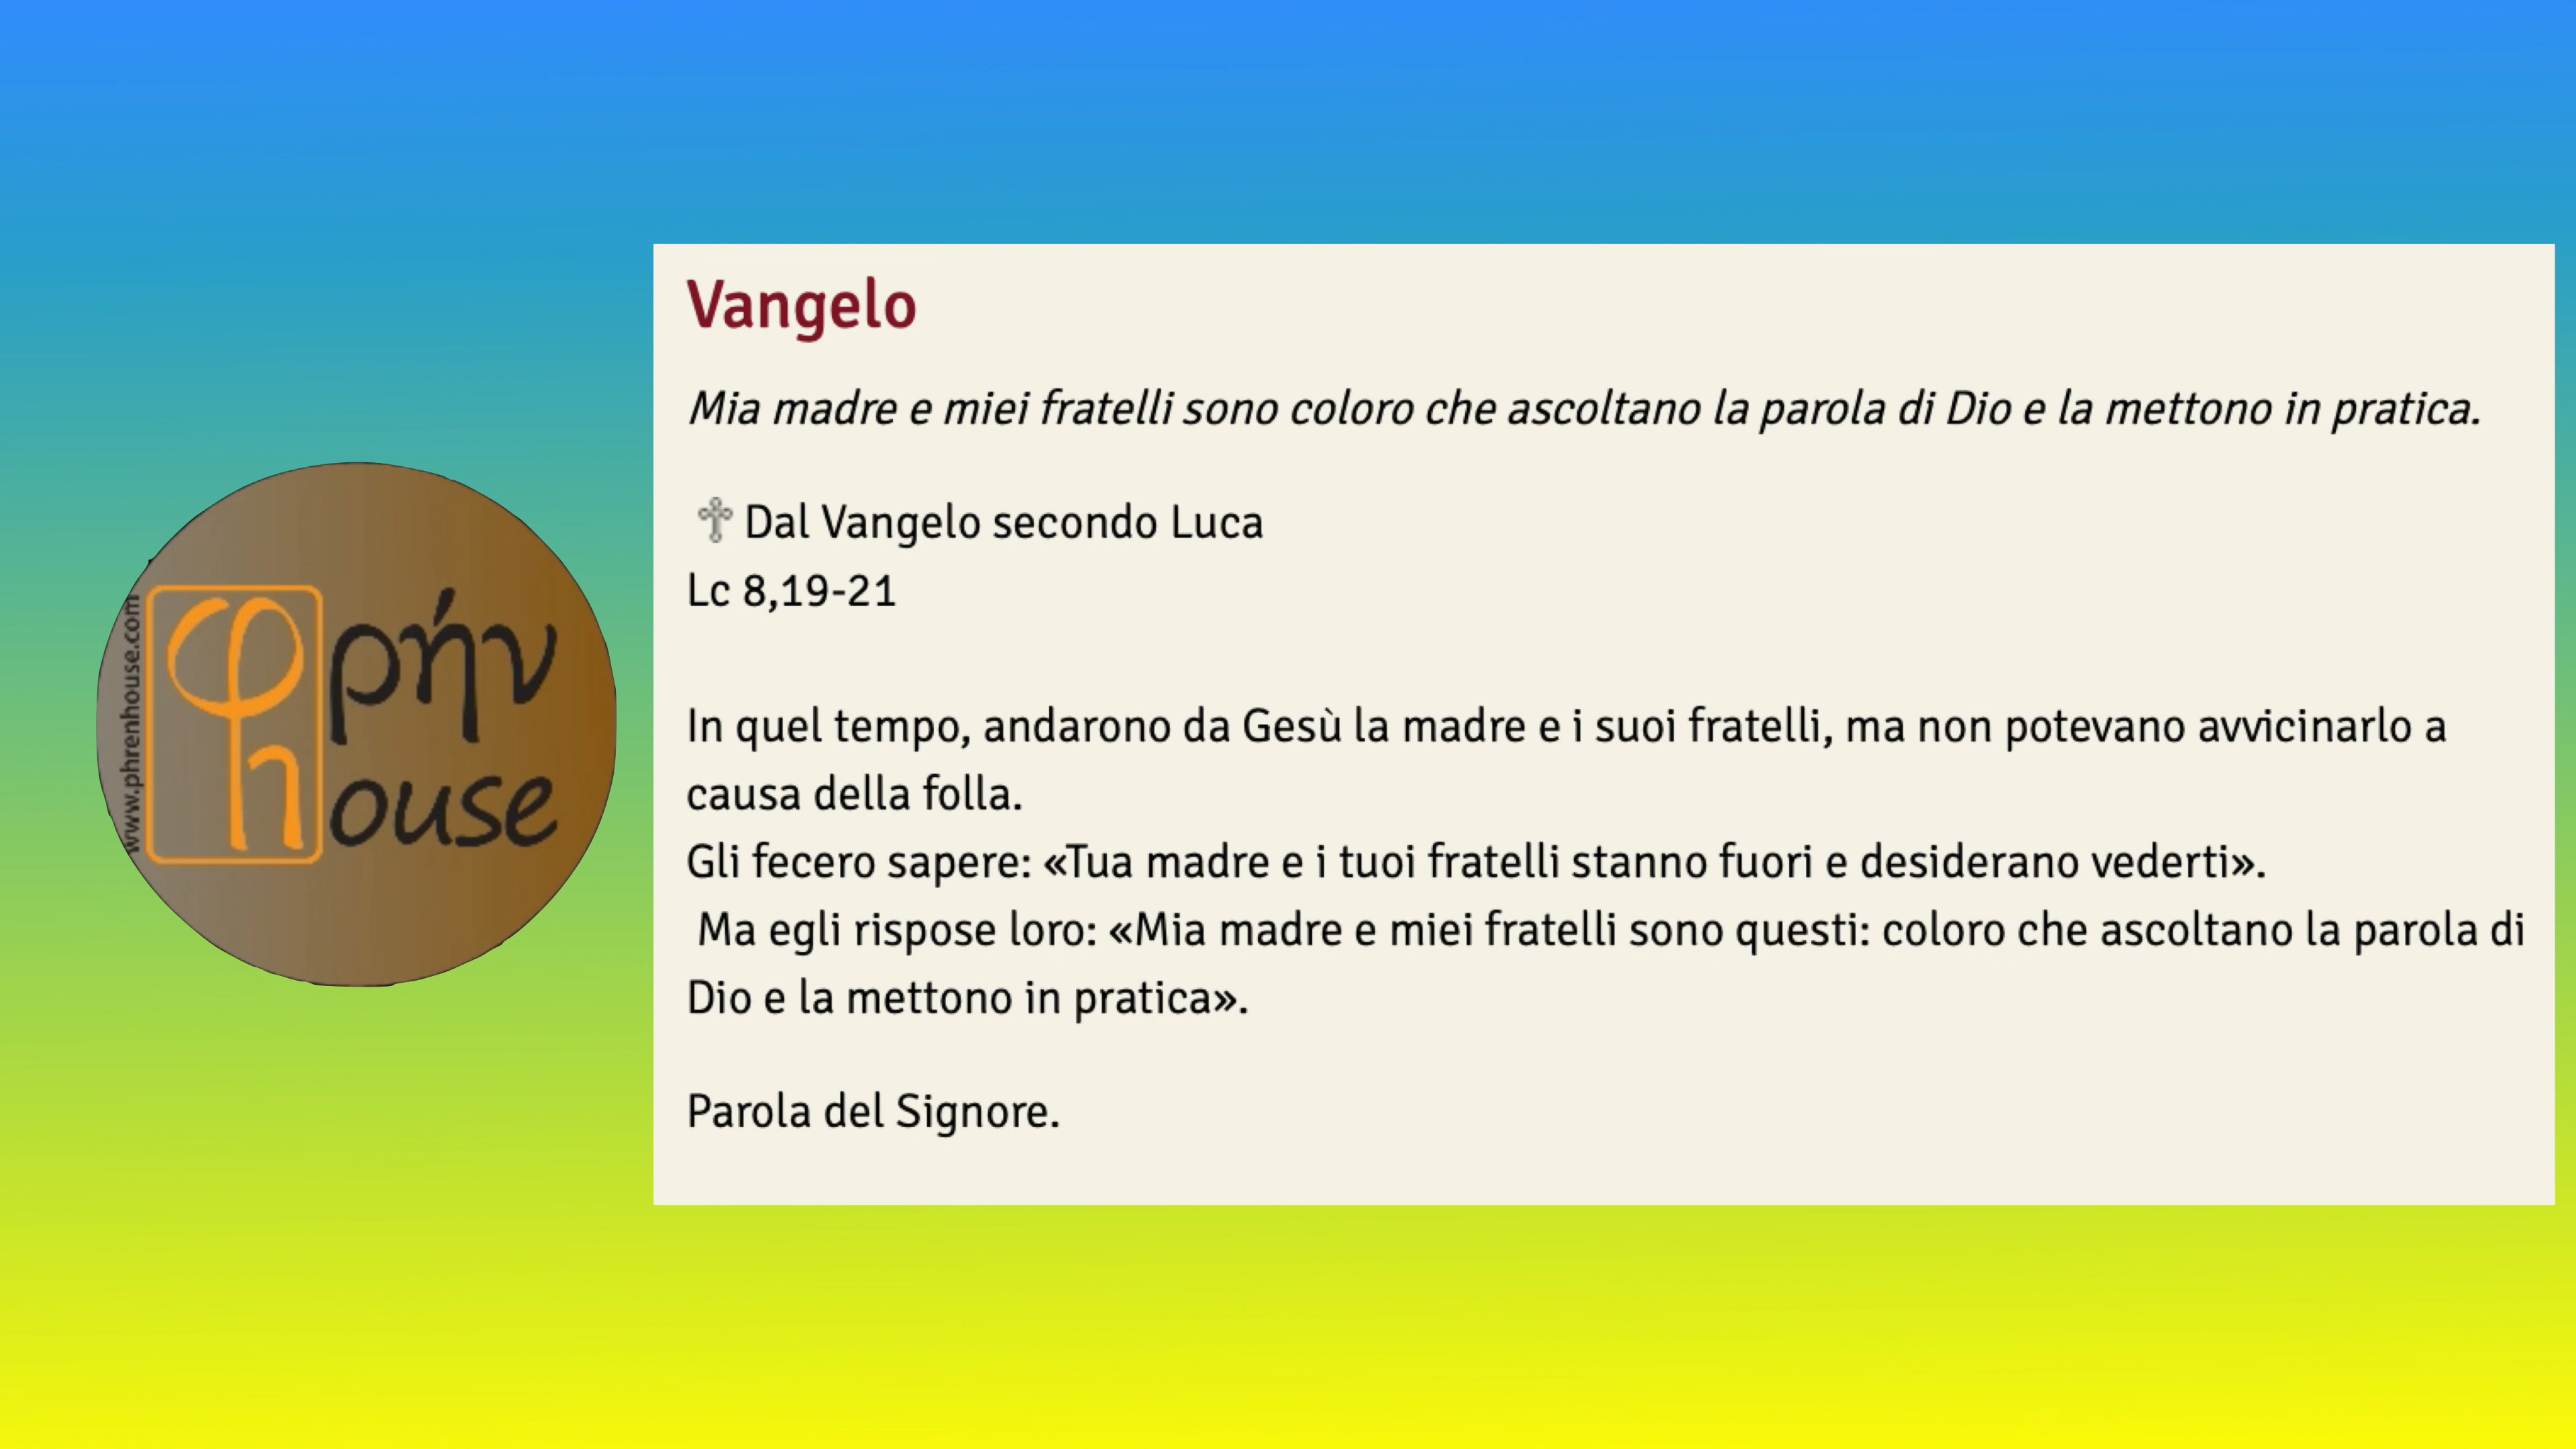 www.phrenhouse.com
φρήν
house
Vangelo
Mia madre e miei fratelli sono coloro che ascoltano la parola di Dio e la mettono in pratica.
Dal Vangelo secondo Luca
Lc 8,19-21
In quel tempo, andarono da Gesù la madre e i suoi fratelli, ma non potevano avvicinarlo a
causa della folla.
Gli fecero sapere: «Tua madre e i tuoi fratelli stanno fuori e desiderano vederti».
Ma egli rispose loro: «Mia madre e miei fratelli sono questi: coloro che ascoltano la parola di
Dio e la mettono in pratica».
Parola del Signore.